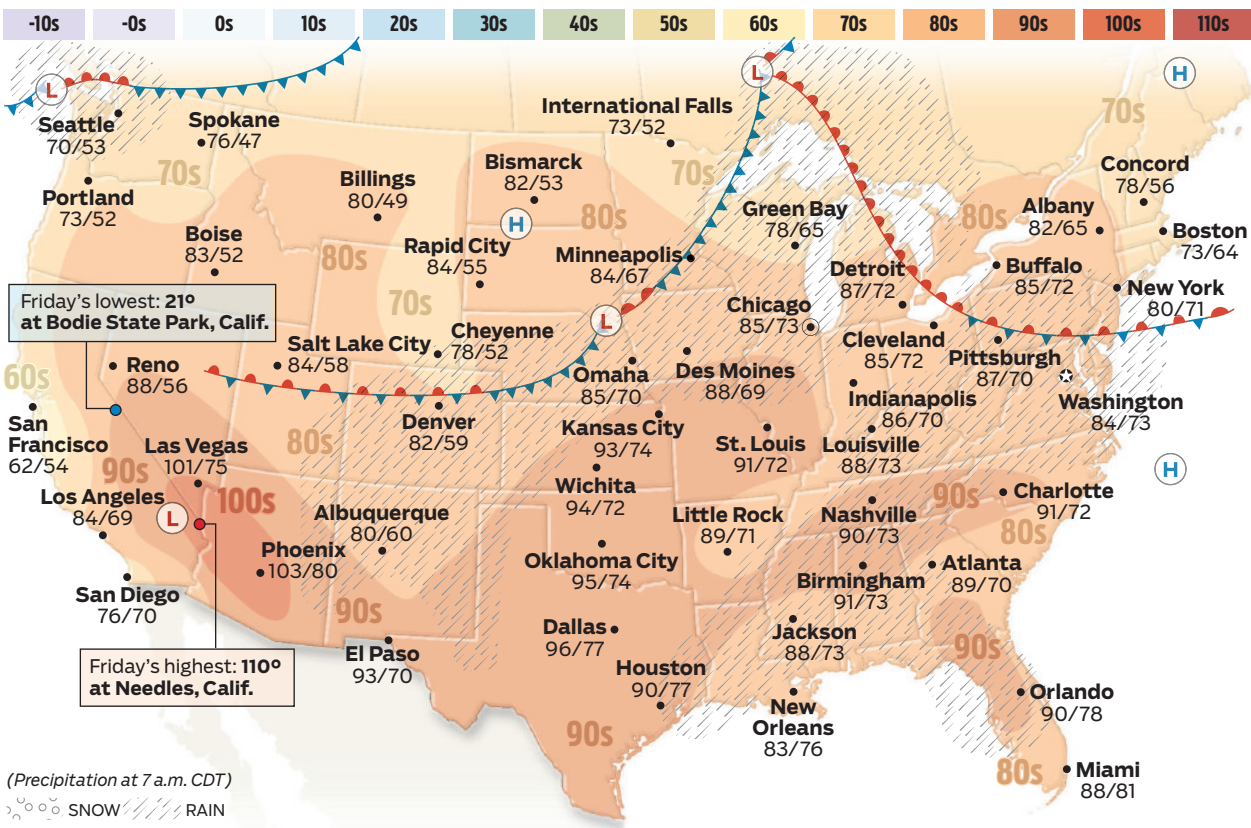 -10s -0s 0s 10s 20s 30s 40s 50s 60s 70s 80s 90s 100s 110s
L
L
H
Seattle
70/53
Spokane
76/47
International Falls
73/52
70s
70s
70s
Portland
73/52
Billings
80/49
Bismarck
82/53
Concord
78/56
Boise
83/52
80s
H
80s
Rapid City
84/55
Minneapolis
84/67
Green Bay
78/65
80s
Albany
82/65
Boston
73/64
Detroit
87/72
Buffalo
85/72
New York
80/71
Friday's lowest: 21º
at Bodie State Park, Calif.
70s
L
Chicago
85/73
Salt Lake City
84/58
Cheyenne
78/52
Cleveland
85/72
Pittsburgh
87/70
60s
Reno
88/56
Omaha
85/70
Des Moines
88/69
Indianapolis
86/70
Washington
84/73
San
Francisco
62/54
Denver
82/59
Kansas City
93/74
St. Louis
91/72
Louisville
88/73
80s
90s
Las Vegas
101/75
H
Los Angeles
84/69
L
100s
Wichita
94/72
90s
Charlotte
91/72
Albuquerque
80/60
Little Rock
89/71
Nashville
90/73
80s
Phoenix
103/80
Oklahoma City
95/74
Birmingham
91/73
Atlanta
89/70
San Diego
76/70
90s
Dallas
96/77
Jackson
88/73
90s
El Paso
93/70
Friday's highest: 110º
at Needles, Calif.
Houston
90/77
New
Orleans
83/76
Orlando
90/78
90s
80s
Miami
88/81
(Precipitation at 7 a.m. CDT)
SNOW RAIN